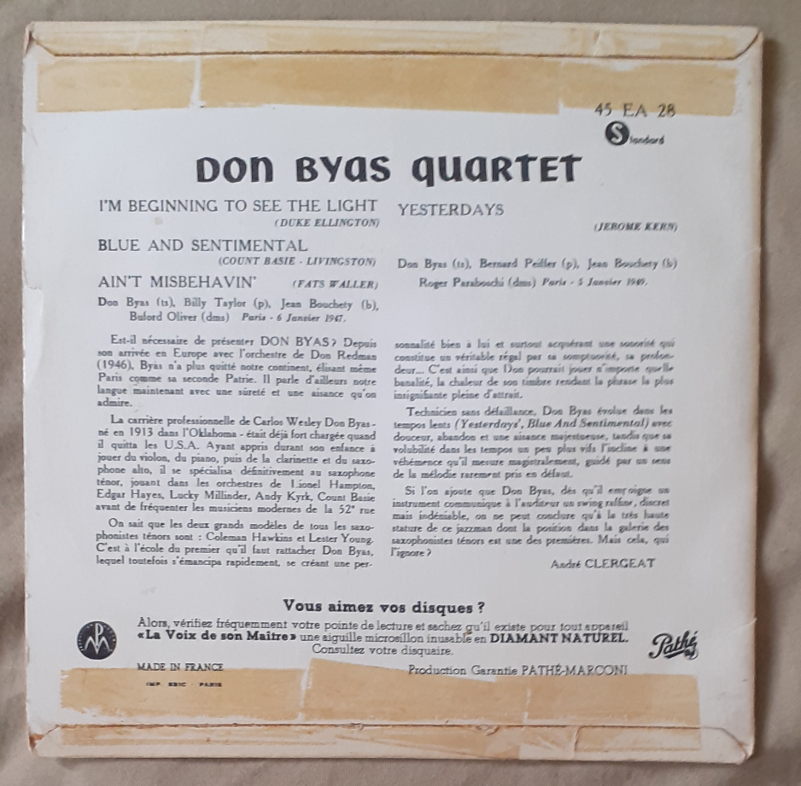 45 EA 28
Standard
DON BYAS QUARTET
I'M BEGINNING TO SEE THE LIGHT
(DUKE ELLINGTON)
BLUE AND SENTIMENTAL
(COUNT BASIE - LIVINGSTON)
AIN'T MISBEHAVIN' (FATS WALLER)
Don Byas (ts), Billy Taylor (p), Jean Bouchety (b),
Buford Oliver (dms) Paris - 6 Janvier 1947.
YESTERDAYS
(JEROME KERN)
Don Byas (ts), Bernard Peiffer (p), Jean Bouchety (b)
Roger Paraboschi (dms) Paris - 5 Janvier 1949.
Est-il nécessaire de présenter DON BYAS ? Depuis
son arrivée en Europe avec l'orchestre de Don Redman
(1946), Byas n'a plus quitté notre continent, élisant même
Paris comme sa seconde Patrie. Il parle d'ailleurs notre
langue maintenant avec une sûreté et une aisance qu'on
admire.
La carrière professionnelle de Carlos Wesley Don Byas -
né en 1913 dans l'Oklahoma - était déjà fort chargée quand
il quitta les U.S.A. Ayant appris durant son enfance à
jouer du violon, du piano, puis de la clarinette et du saxo-
phone alto, il se spécialisa définitivement au saxophone
ténor, jouant dans les orchestres de Lionel Hampton,
Edgar Hayes, Lucky Millinder, Andy Kyrk, Count Basie
avant de fréquenter les musiciens modernes de la 52e rue
On sait que les deux grands modèles de tous les saxo-
phonistes ténors sont : Coleman Hawkins et Lester Young.
C'est à l'école du premier qu'il faut rattacher Don Byas,
lequel toutefois s'émancipa rapidement, se créant une per-
sonnalité bien à lui et surtout acquérant une sonorité qui
constitue un véritable régal par sa somptuosité, sa profon-
deur... C'est ainsi que Don pourrait jouer n'importe quelle
banalité, la chaleur de son timbre rendant la phrase la plus
insignifiante pleine d'attrait.
Technicien sans défaillance, Don Byas évolue dans les
tempos lents (Yesterdays', Blue And Sentimental) avec
douceur, abandon et une aisance majestueuse, tandis que sa
volubilité dans les tempos un peu plus vifs l'incline à une
véhémence qu'il mesure magistralement, guidé par un sens
de la mélodie rarement pris en défaut.
Si l'on ajoute que Don Byas, dès qu'il empoigne un
instrument communique à l'auditeur un swing raffiné, discret
mais indéniable, on ne peut conclure qu'à la très haute
stature de ce jazzman dont la position dans la galerie des
saxophonistes ténors est une des premières. Mais cela, qui
l'ignore ?
André CLERGEAT
Vous aimez vos disques ?
Alors, vérifiez fréquemment votre pointe de lecture et sachez qu'il existe pour tout appareil
«La Voix de son Maître» une aiguille microsillon inusable en DIAMANT NATUREL.
Consultez votre disquaire.
PM
Pathé
MADE IN FRANCE
Production Garantie PATHÉ-MARCONI
IMP. ERIC - PARIS